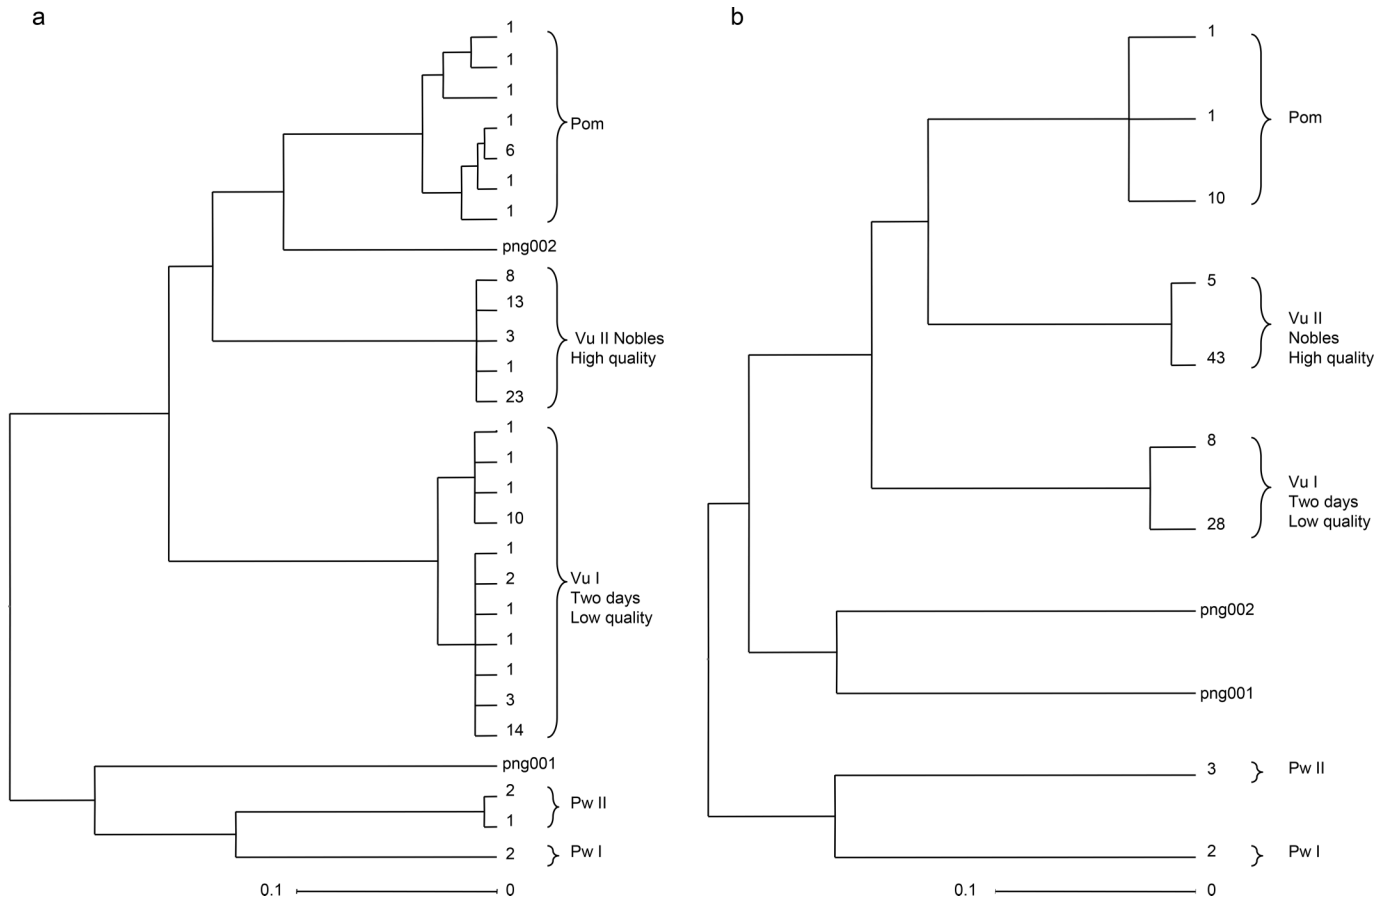 a
1
1
1
1
6
1
1
Pom
png002
8
13
3
1
23
Vu II Nobles
High quality
1
1
1
10
1
2
1
1
1
3
14
Vu I
Two days
Low quality
png001
2
1
Pw II
2
Pw I
0.1 0
b
1
1
10
Pom
5
43
Vu II
Nobles
High quality
8
28
Vu I
Two days
Low quality
png002
png001
3
Pw II
2
Pw I
0.1 0